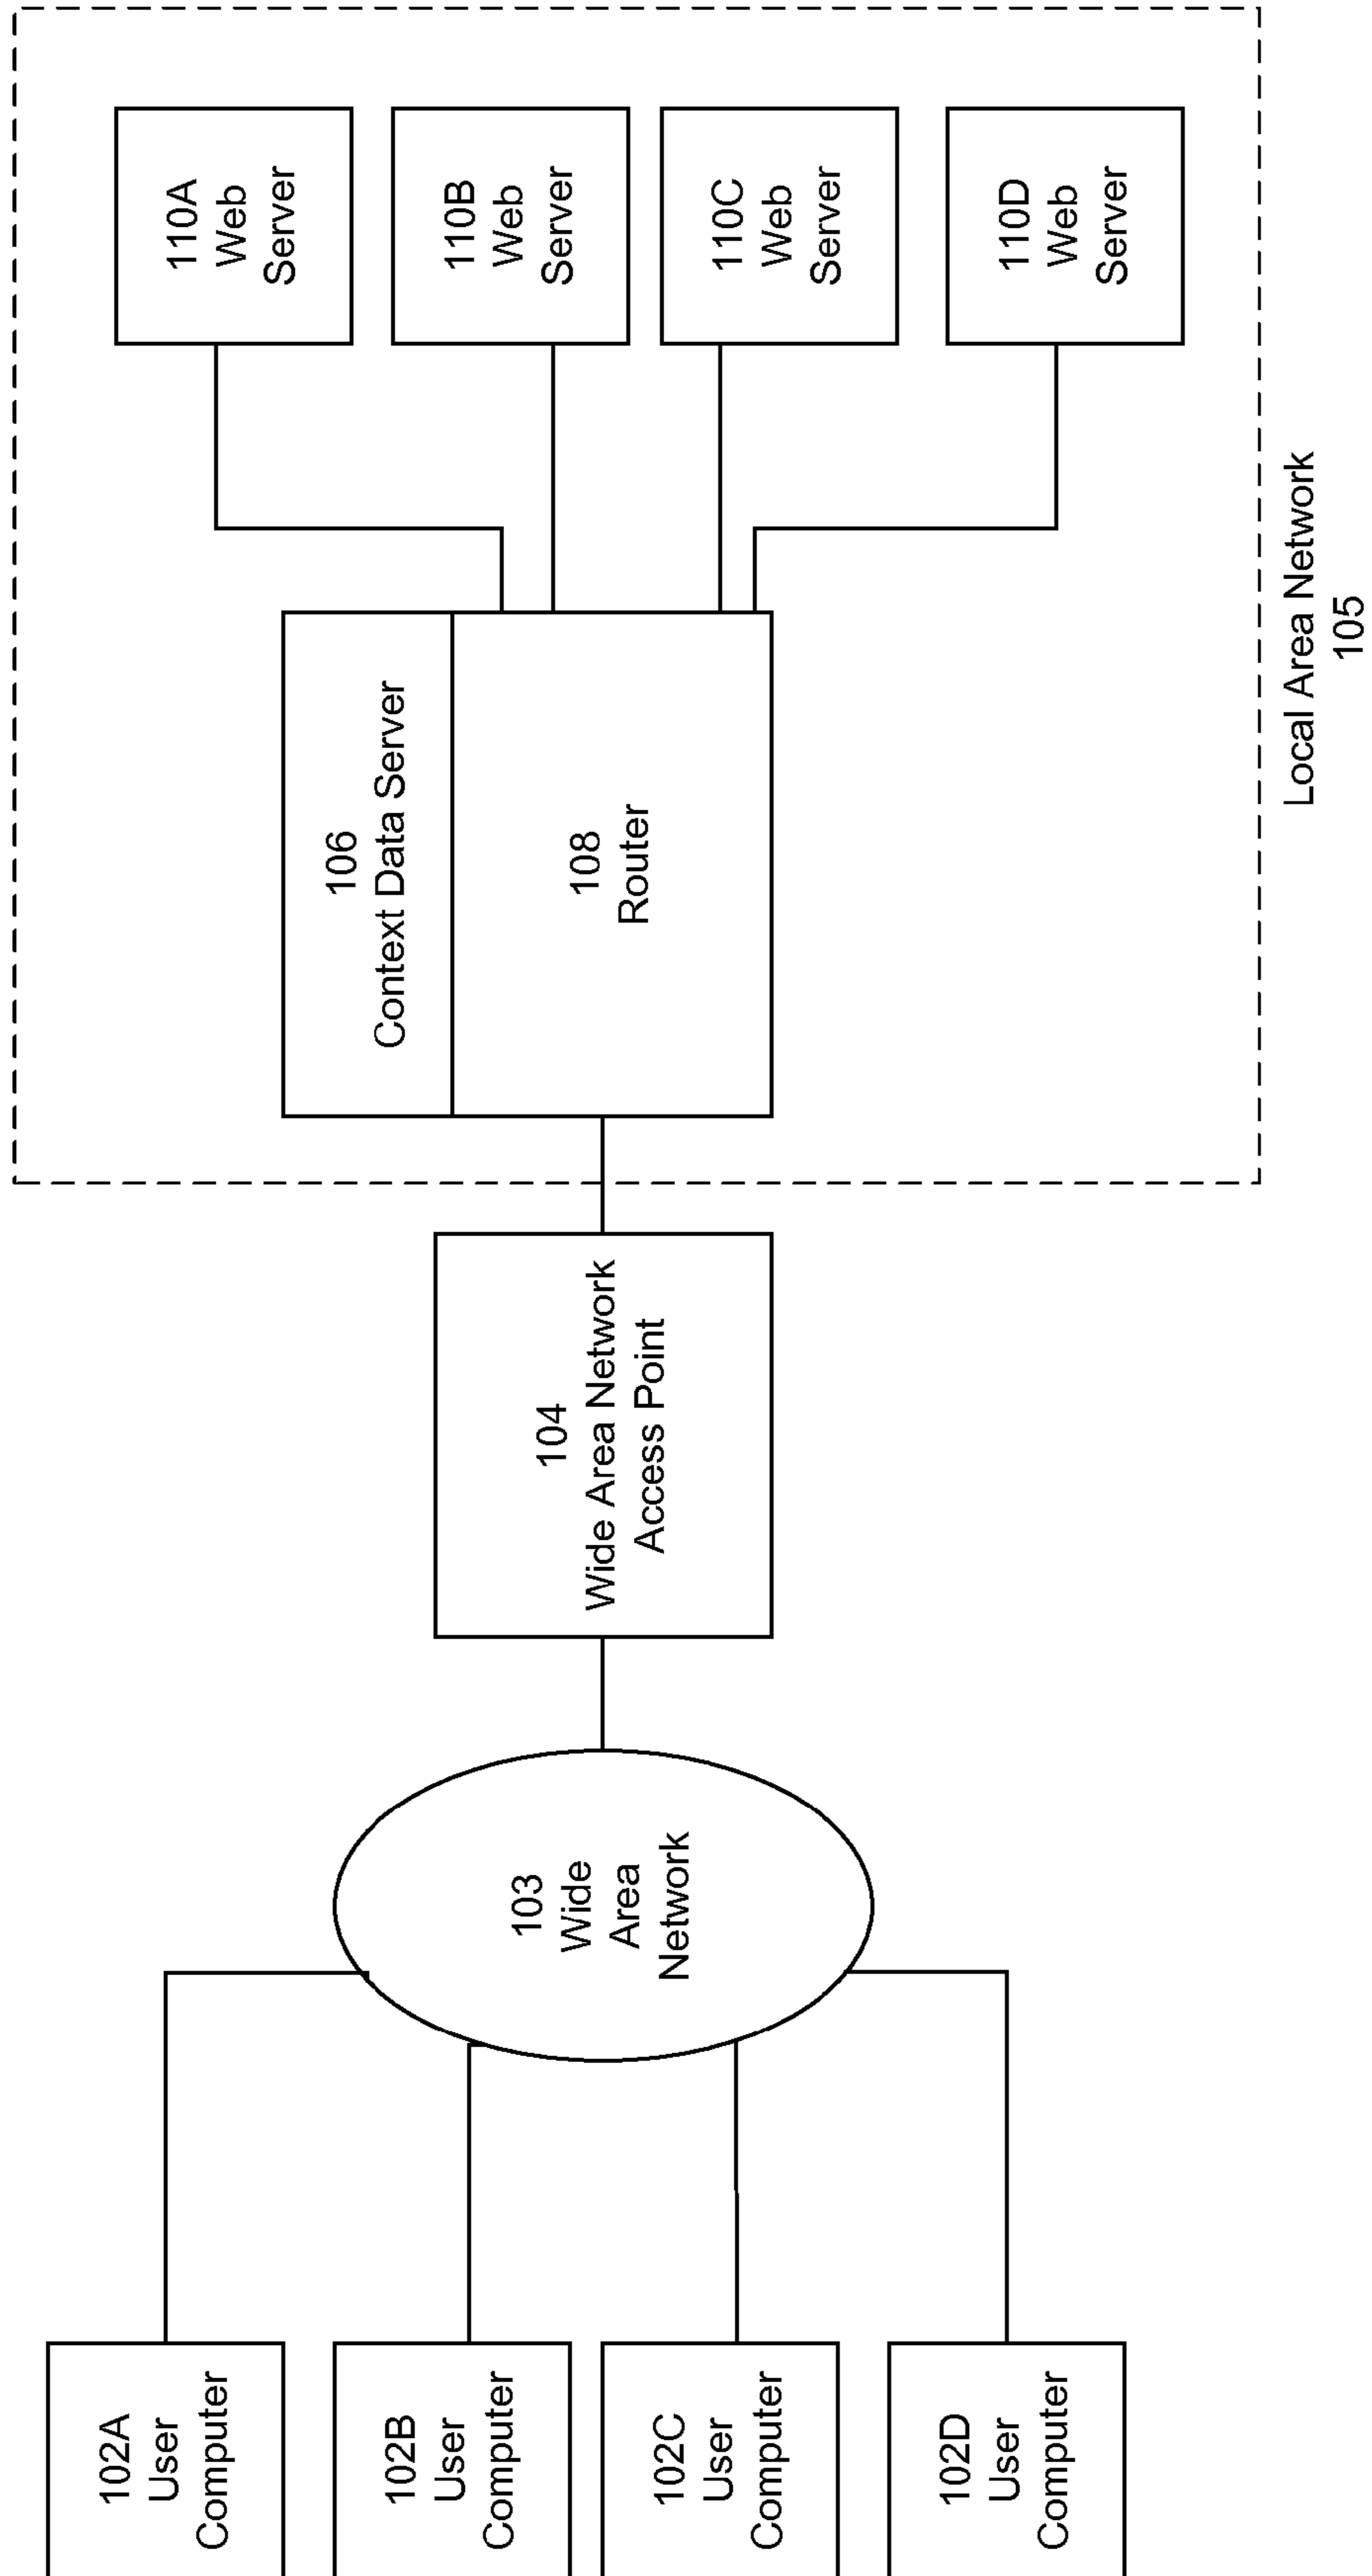 102A
User
Computer
102B
User
Computer
102C
User
Computer
102D
User
Computer
103
Wide
Area
Network
104
Wide Area Network
Access Point
106
Context Data Server
108
Router
110A
Web
Server
110B
Web
Server
110C
Web
Server
110D
Web
Server
Local Area Network
105